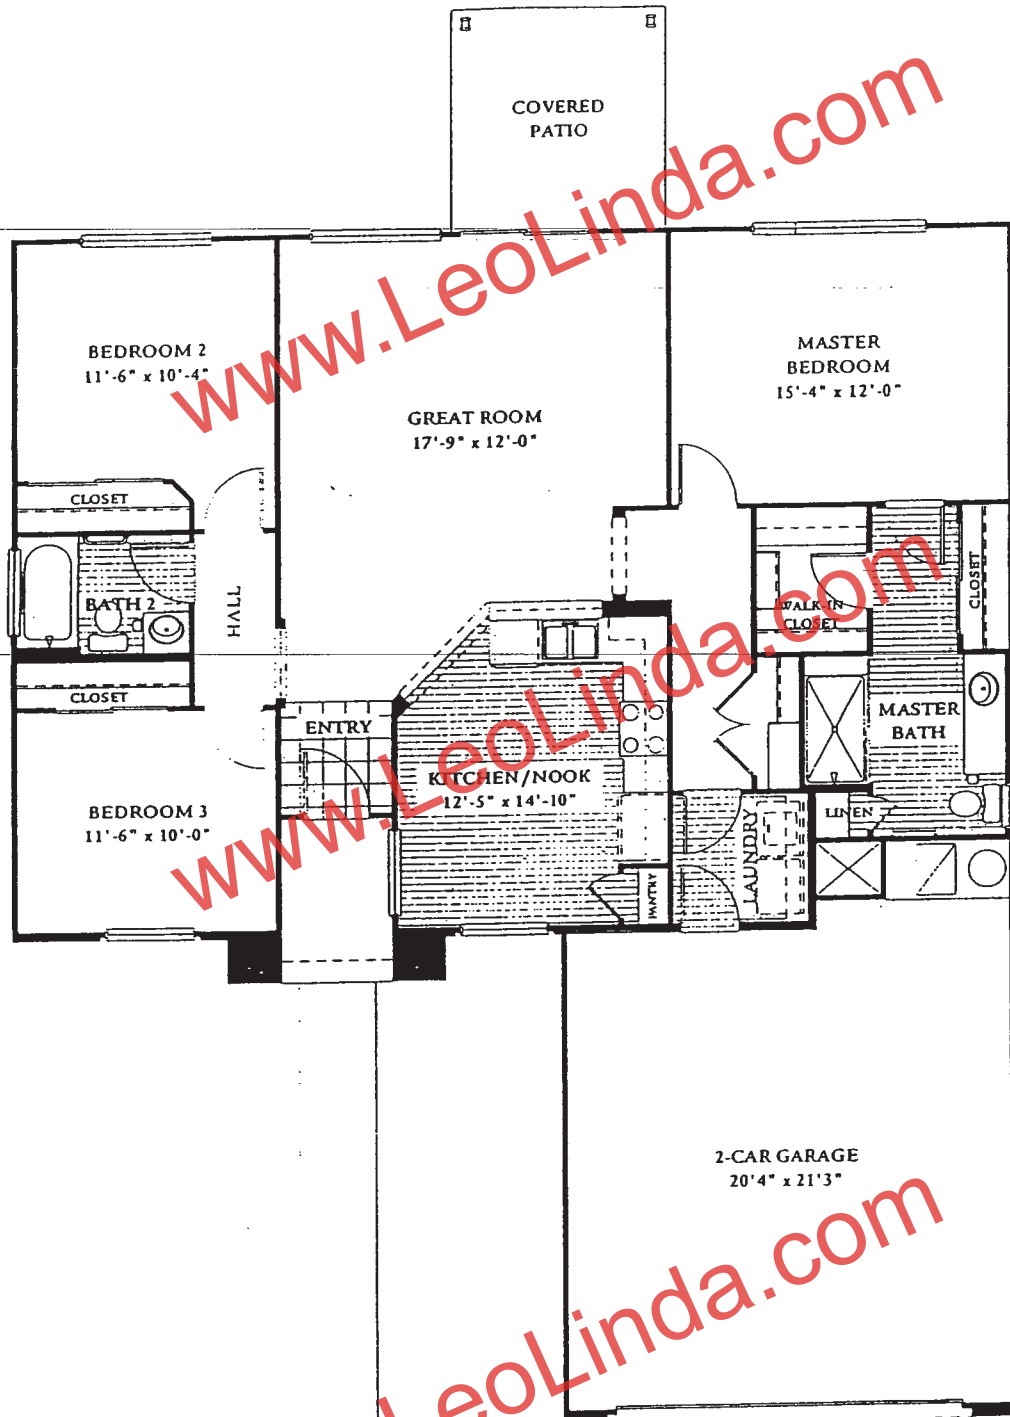 COVERED
PATIO
www.LeoLinda.com
BEDROOM 2
11'-6" x 10'-4"
MASTER
BEDROOM
15'-4" x 12'-0"
GREAT ROOM
17'-9" x 12'-0"
CLOSET
BATH 2
HALL
WALK-IN
CLOSET
CLOSET
CLOSET
ENTRY
MASTER
BATH
KITCHEN/NOOK
12'-5" x 14'-10"
BEDROOM 3
11'-6" x 10'-0"
LINEN
LAUNDRY
PANTRY
www.LeoLinda.com
2-CAR GARAGE
20'4" x 21'3"
.LeoLinda.com